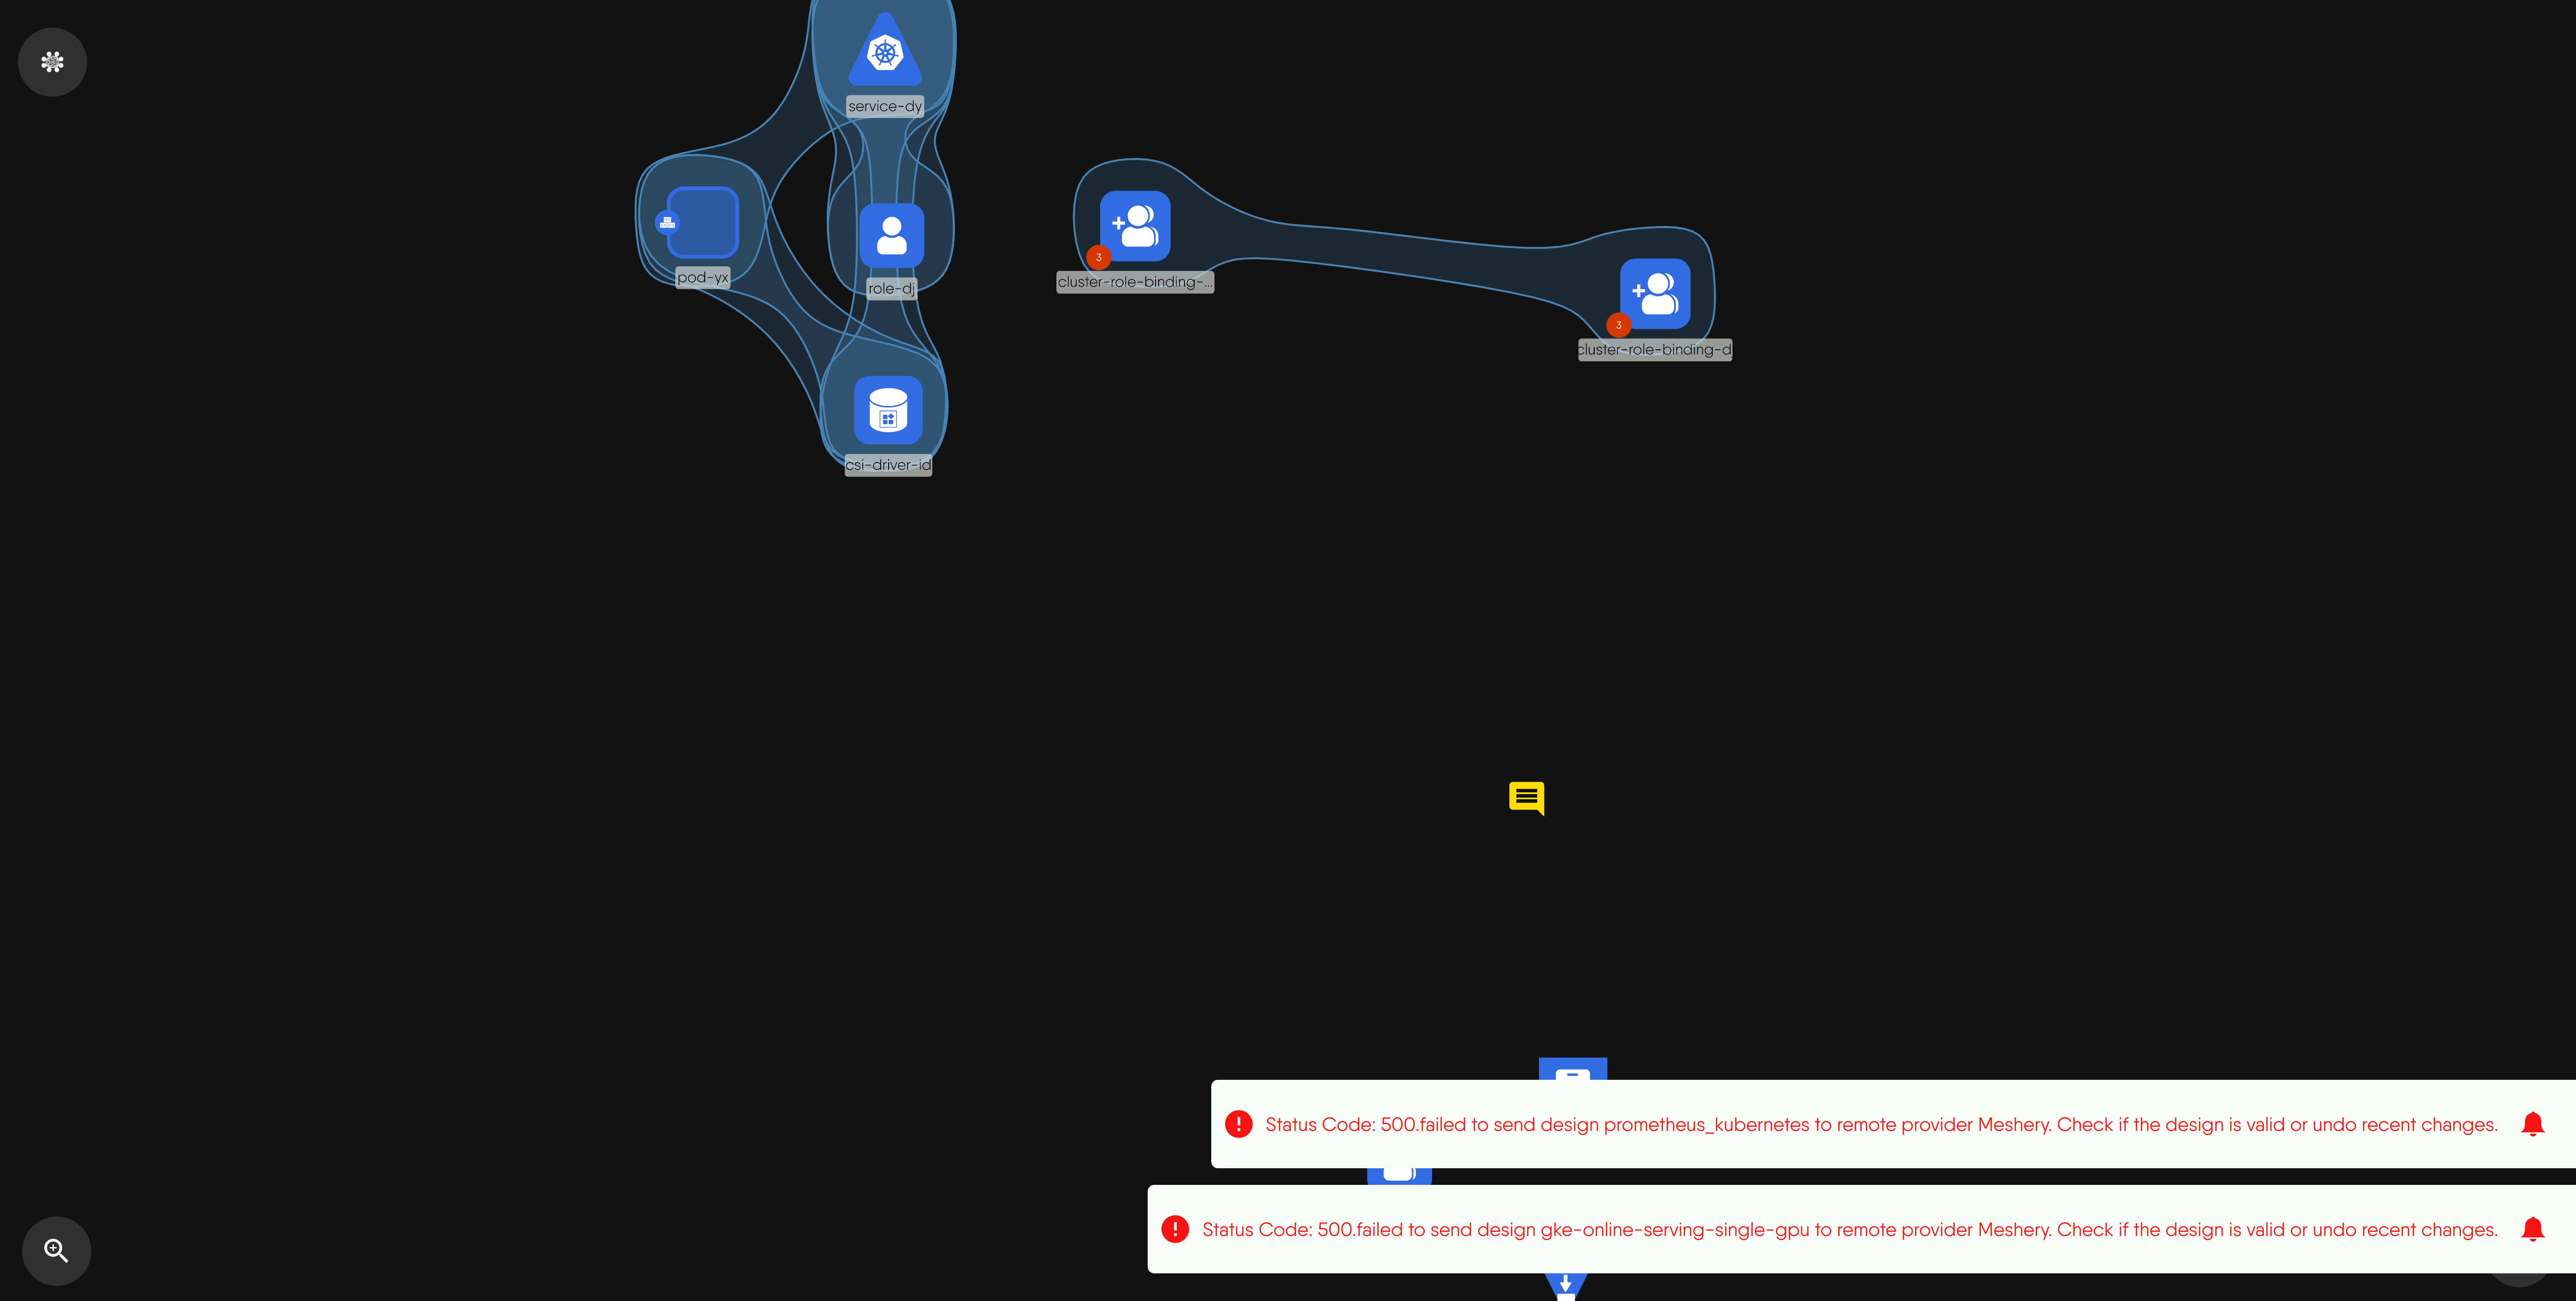 service-dy
pod-yx
role-dj
3
cluster-role-binding-...
3
cluster-role-binding-d
csi-driver-id
Status Code: 500.failed to send design prometheus_kubernetes to remote provider Meshery. Check if the design is valid or undo recent changes.
Status Code: 500.failed to send design gke-online-serving-single-gpu to remote provider Meshery. Check if the design is valid or undo recent changes.